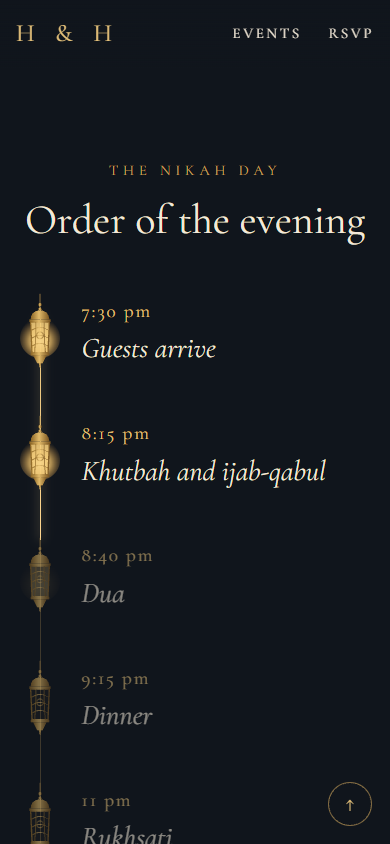 H & H
EVENTS RSVP
THE NIKAH DAY
Order of the evening
7:30 pm
Guests arrive
8:15 pm
Khutbah and ijab-qabul
8:40 pm
Dua
9:15 pm
Dinner
11 pm
Rukhsati
↑